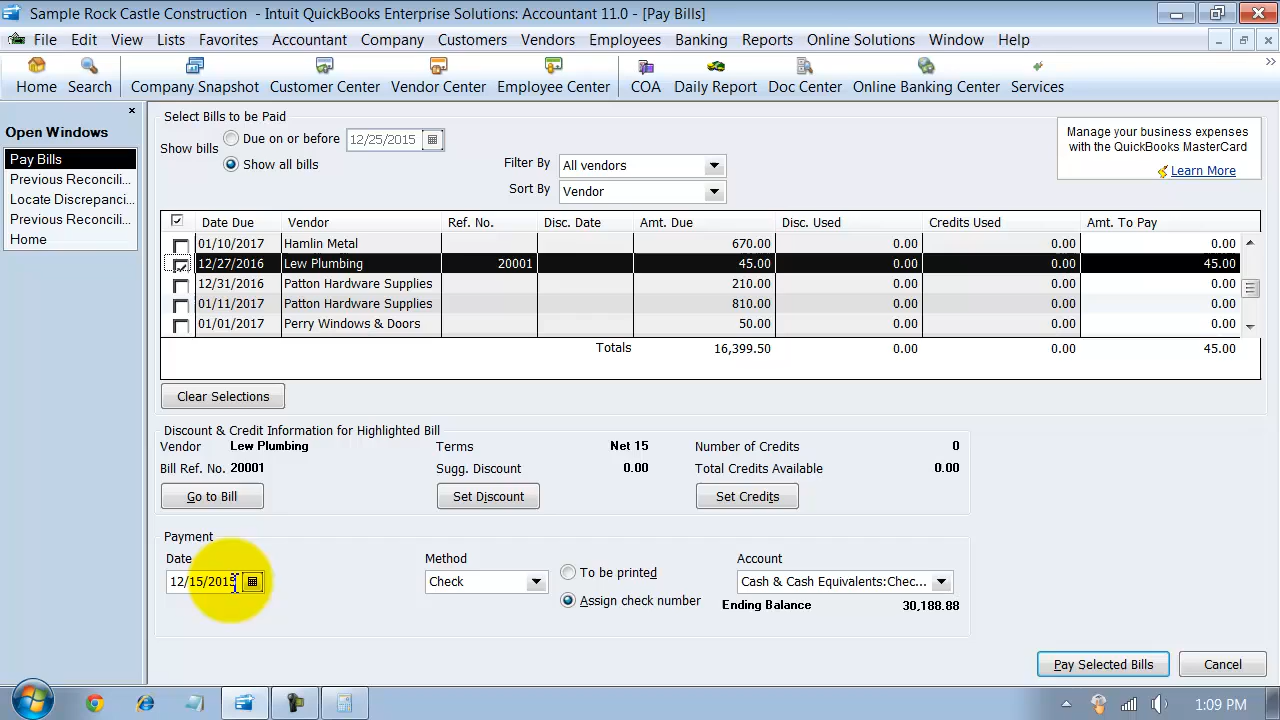 Sample Rock Castle Construction - Intuit QuickBooks Enterprise Solutions: Accountant 11.0 - [Pay Bills]
File Edit View Lists Favorites Accountant Company Customers Vendors Employees Banking Reports Online Solutions Window Help
Home Search Company Snapshot Customer Center Vendor Center Employee Center COA Daily Report Doc Center Online Banking Center Services
Open Windows
Pay Bills
Previous Reconcili...
Locate Discrepanci...
Previous Reconcili...
Home
Select Bills to be Paid
Show bills
Due on or before 12/25/2015
Show all bills
Filter By All vendors
Sort By Vendor
Manage your business expenses
with the QuickBooks MasterCard
Learn More
Date Due Vendor Ref. No. Disc. Date Amt. Due Disc. Used Credits Used Amt. To Pay
01/10/2017 Hamlin Metal 670.00 0.00 0.00 0.00
12/27/2016 Lew Plumbing 20001 45.00 0.00 0.00 45.00
12/31/2016 Patton Hardware Supplies 210.00 0.00 0.00 0.00
01/11/2017 Patton Hardware Supplies 810.00 0.00 0.00 0.00
01/01/2017 Perry Windows & Doors 50.00 0.00 0.00 0.00
Totals 16,399.50 0.00 0.00 45.00
Clear Selections
Discount & Credit Information for Highlighted Bill
Vendor Lew Plumbing Terms Net 15 Number of Credits 0
Bill Ref. No. 20001 Sugg. Discount 0.00 Total Credits Available 0.00
Go to Bill Set Discount Set Credits
Payment
Date Method Account
12/15/2015 Check To be printed Cash & Cash Equivalents:Chec...
Assign check number Ending Balance 30,188.88
Pay Selected Bills Cancel
1:09 PM